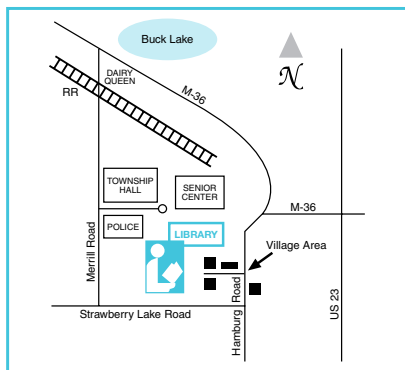 Buck Lake
N
DAIRY
QUEEN
M-36
RR
TOWNSHIP
HALL
SENIOR
CENTER
M-36
POLICE
LIBRARY
Village Area
Merrill Road
Hamburg Road
US 23
Strawberry Lake Road